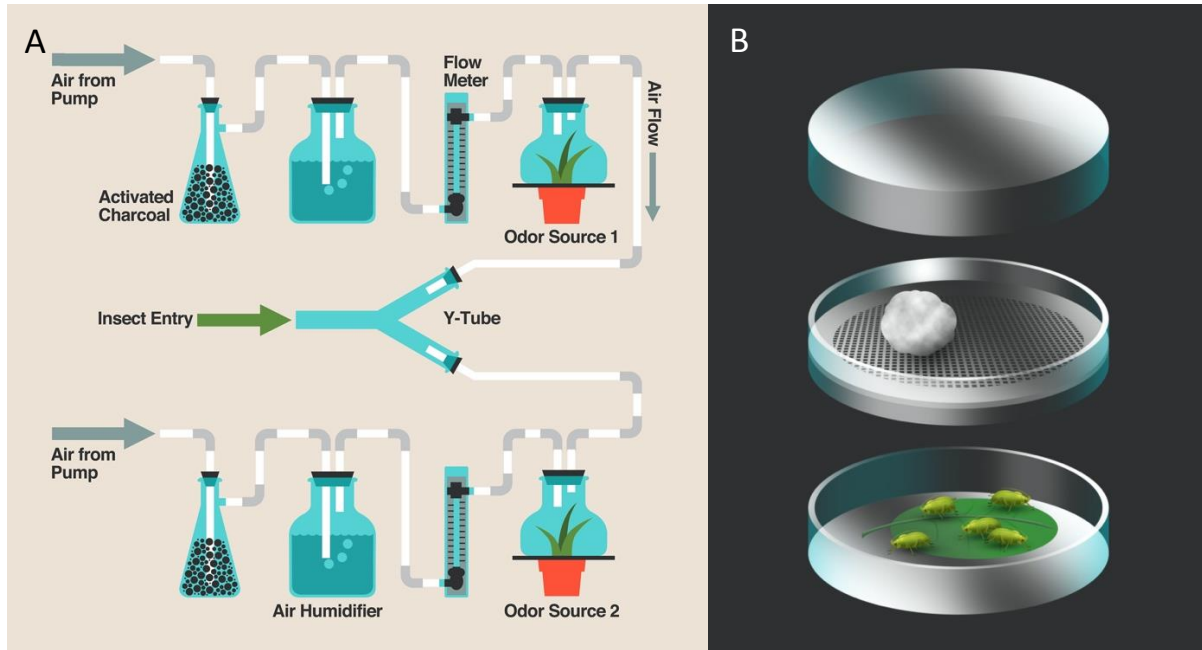 A
Air from
Pump
Activated
Charcoal
Flow
Meter
Air Flow
Odor Source 1
Insect Entry
Y-Tube
Air from
Pump
Air Humidifier
Odor Source 2
B